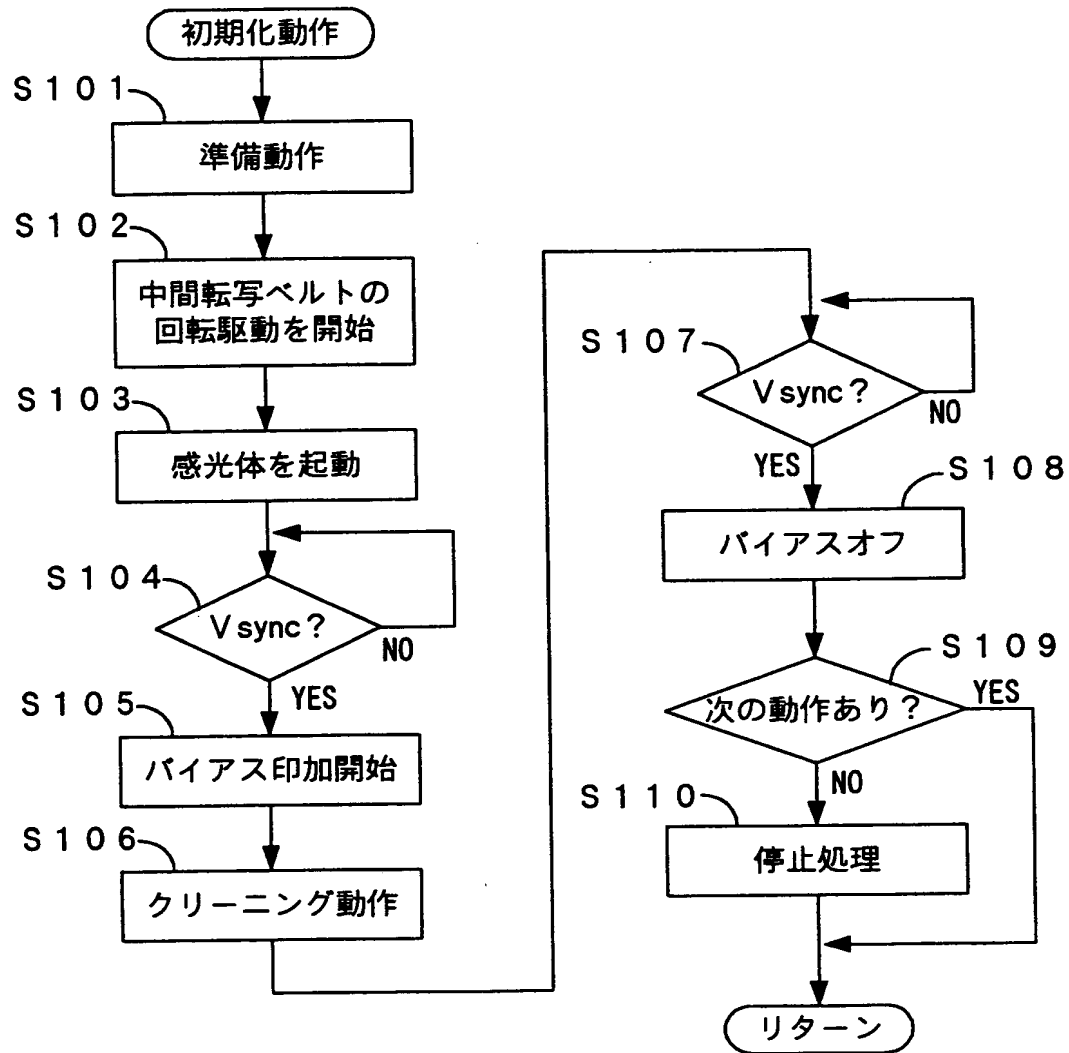 初期化動作
S101
準備動作
S102
中間転写ベルトの
回転駆動を開始
S103
感光体を起動
S104
Vsync?
NO
YES
S105
バイアス印加開始
S106
クリーニング動作
S107
Vsync?
NO
YES
S108
バイアスオフ
S109
次の動作あり?
YES
NO
S110
停止処理
リターン